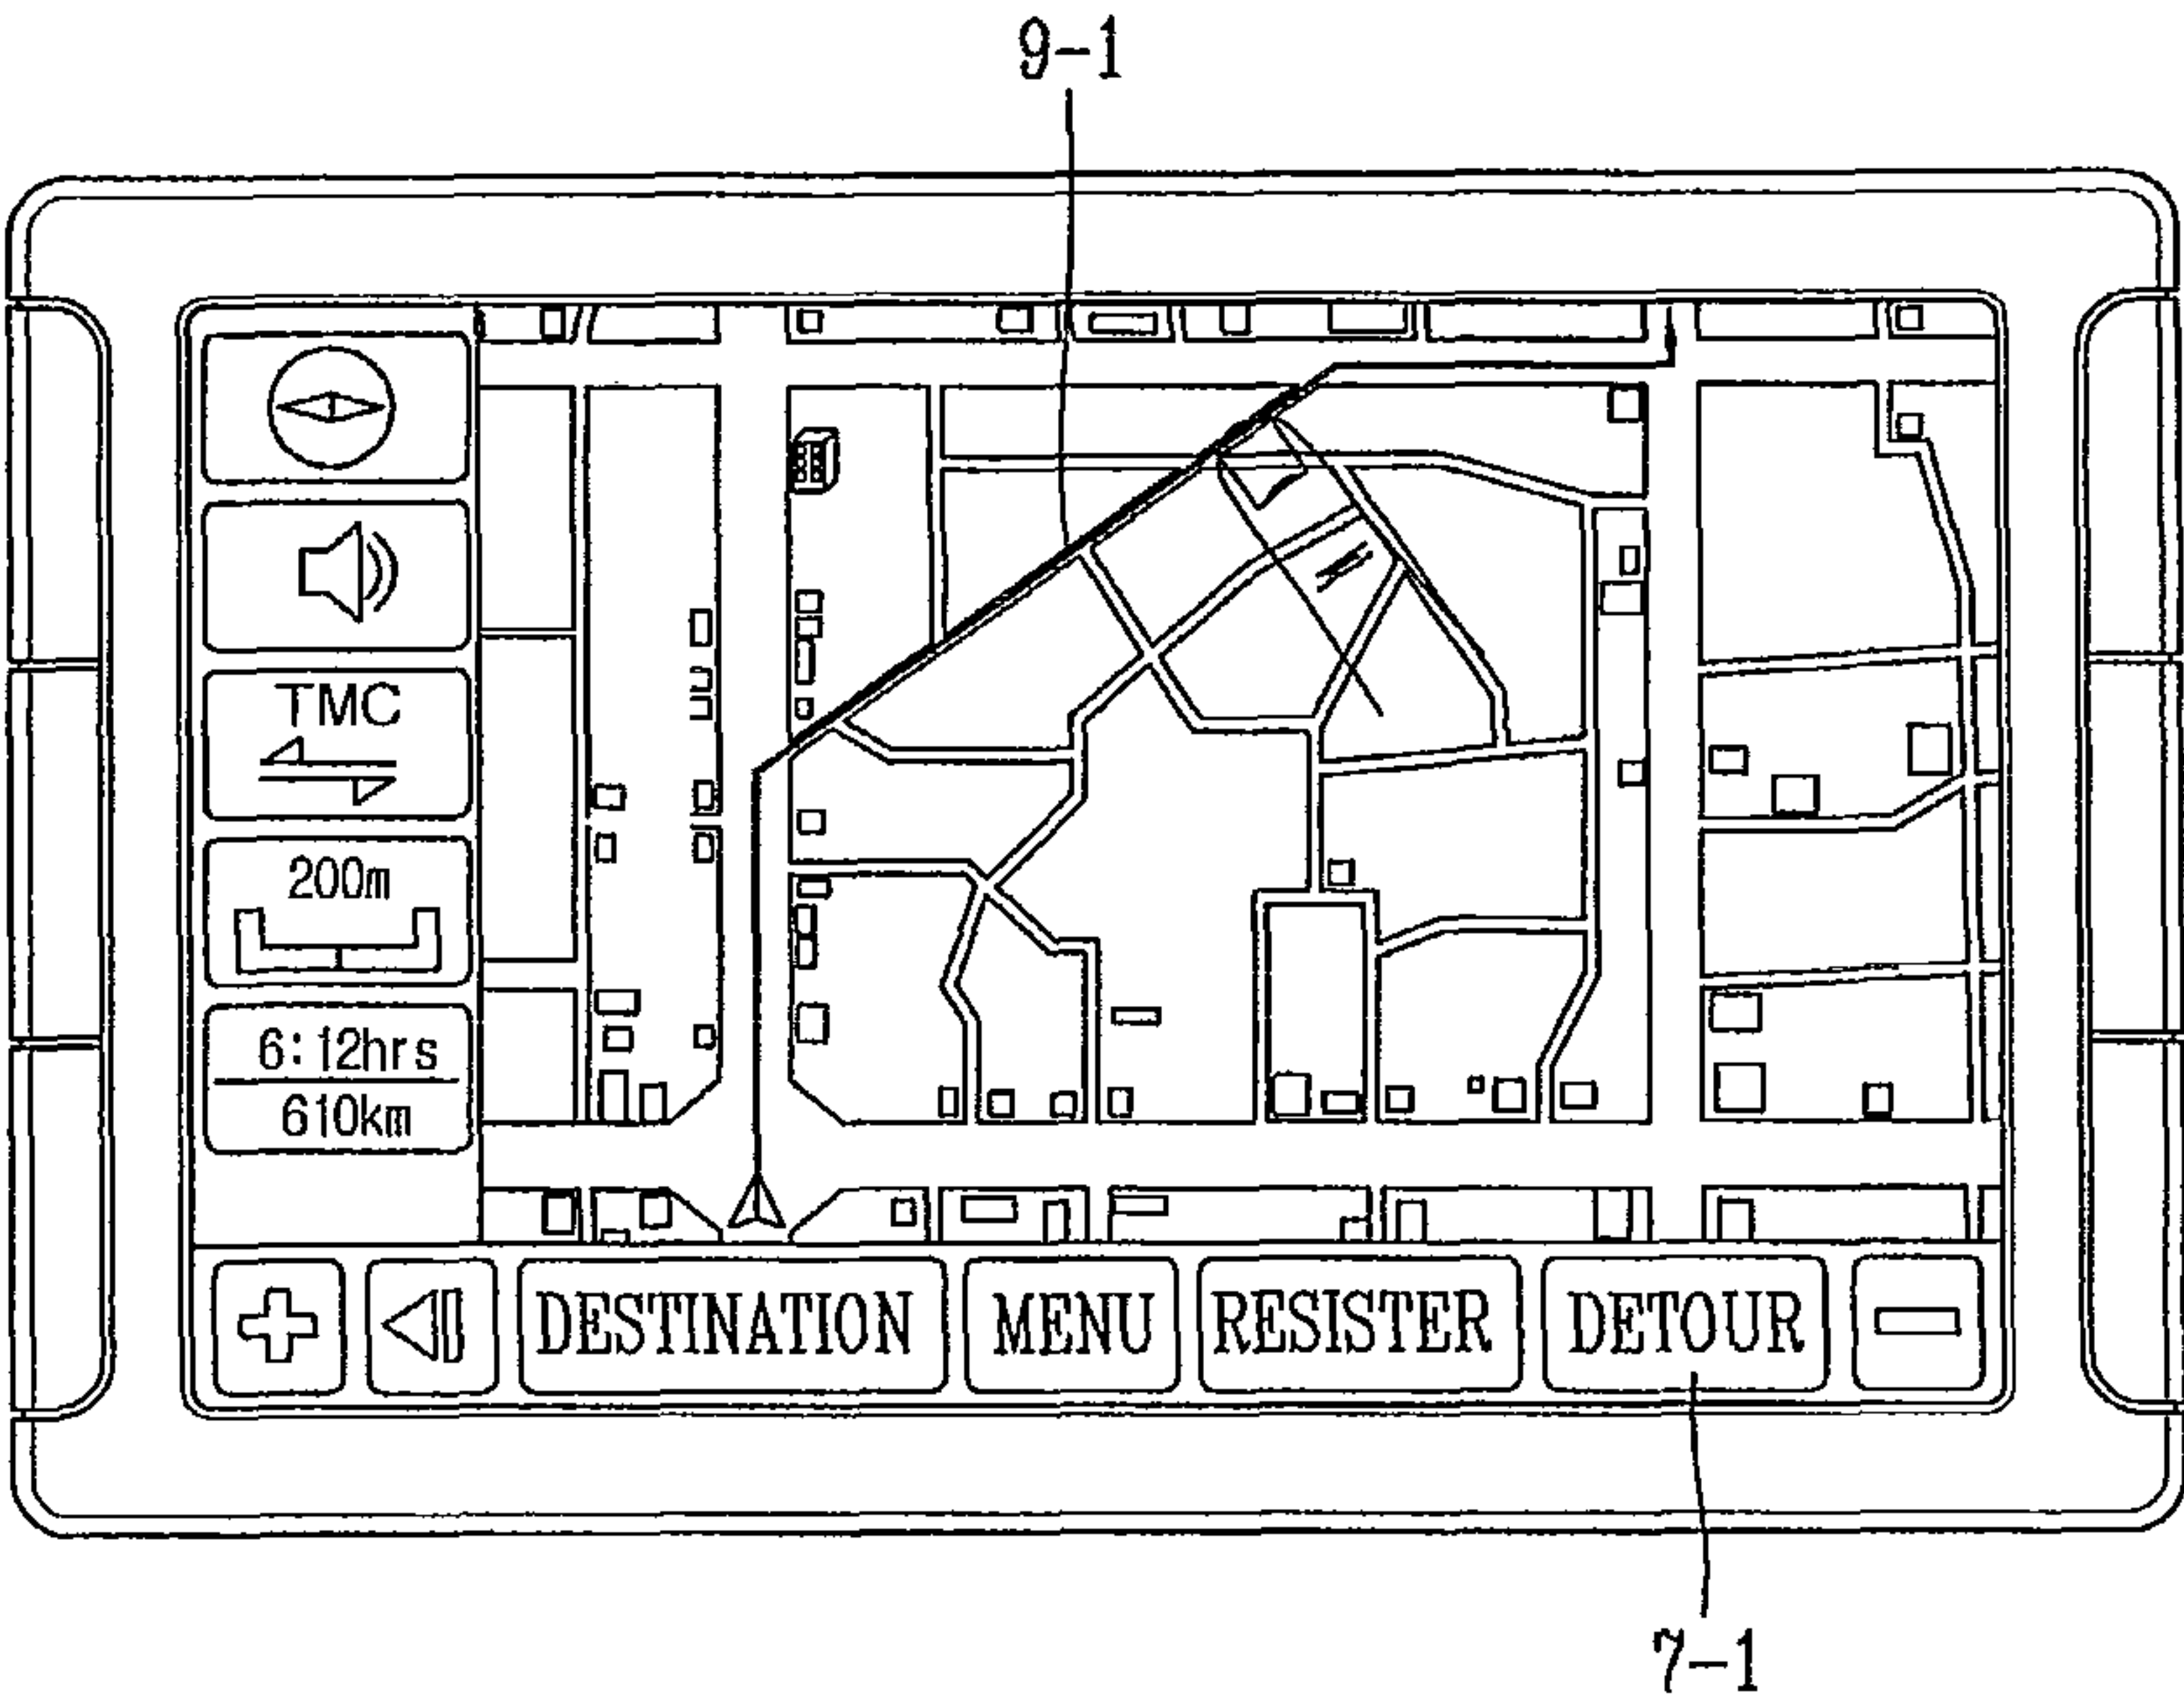 9-1
TMC
200m
6:12hrs
610km
DESTINATION
MENU
RESISTER
DETOUR
7-1